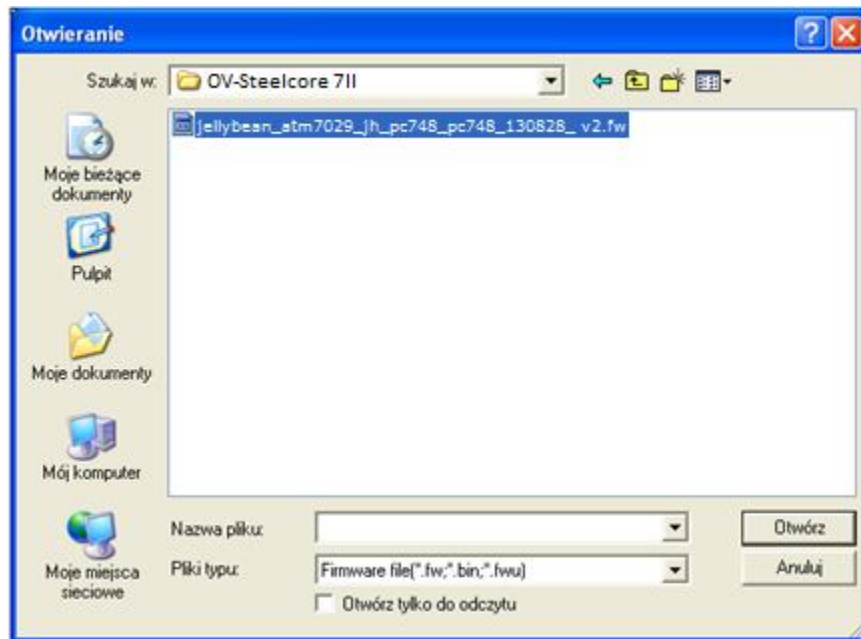 Otwieranie
Szukaj w: OV-Steelcore 7II
jellybean_atm7029_jh_pc748_pc748_130828_ v2.fw
Moje bieżące
dokumenty
Pulpit
Moje dokumenty
Mój komputer
Moje miejsca
sieciowe
Nazwa pliku: Otwórz
Pliki typu: Firmware file(*.fw;*.bin;*.fwu) Anuluj
Otwórz tylko do odczytu